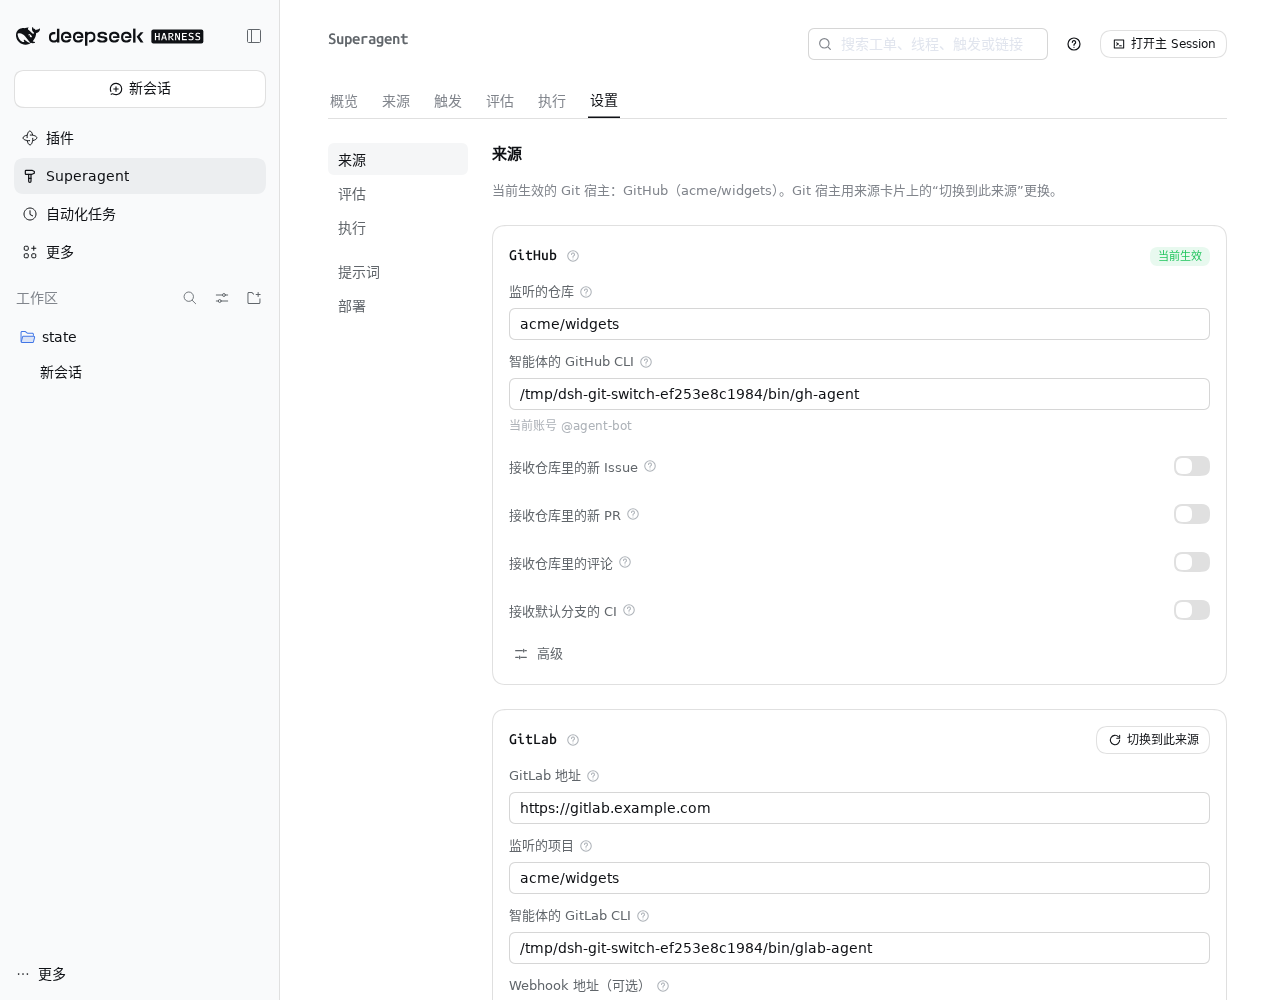 deepseek HARNESS
新会话
插件
Superagent
自动化任务
更多
工作区
state
新会话
更多
Superagent
搜索工单、线程、触发或链接
打开主 Session
概览 来源 触发 评估 执行 设置
来源
评估
执行
提示词
部署
来源
当前生效的 Git 宿主：GitHub（acme/widgets）。Git 宿主用来源卡片上的“切换到此来源”更换。
GitHub 当前生效
监听的仓库
acme/widgets
智能体的 GitHub CLI
/tmp/dsh-git-switch-ef253e8c1984/bin/gh-agent
当前账号 @agent-bot
接收仓库里的新 Issue
接收仓库里的新 PR
接收仓库里的评论
接收默认分支的 CI
高级
GitLab 切换到此来源
GitLab 地址
https://gitlab.example.com
监听的项目
acme/widgets
智能体的 GitLab CLI
/tmp/dsh-git-switch-ef253e8c1984/bin/glab-agent
Webhook 地址（可选）